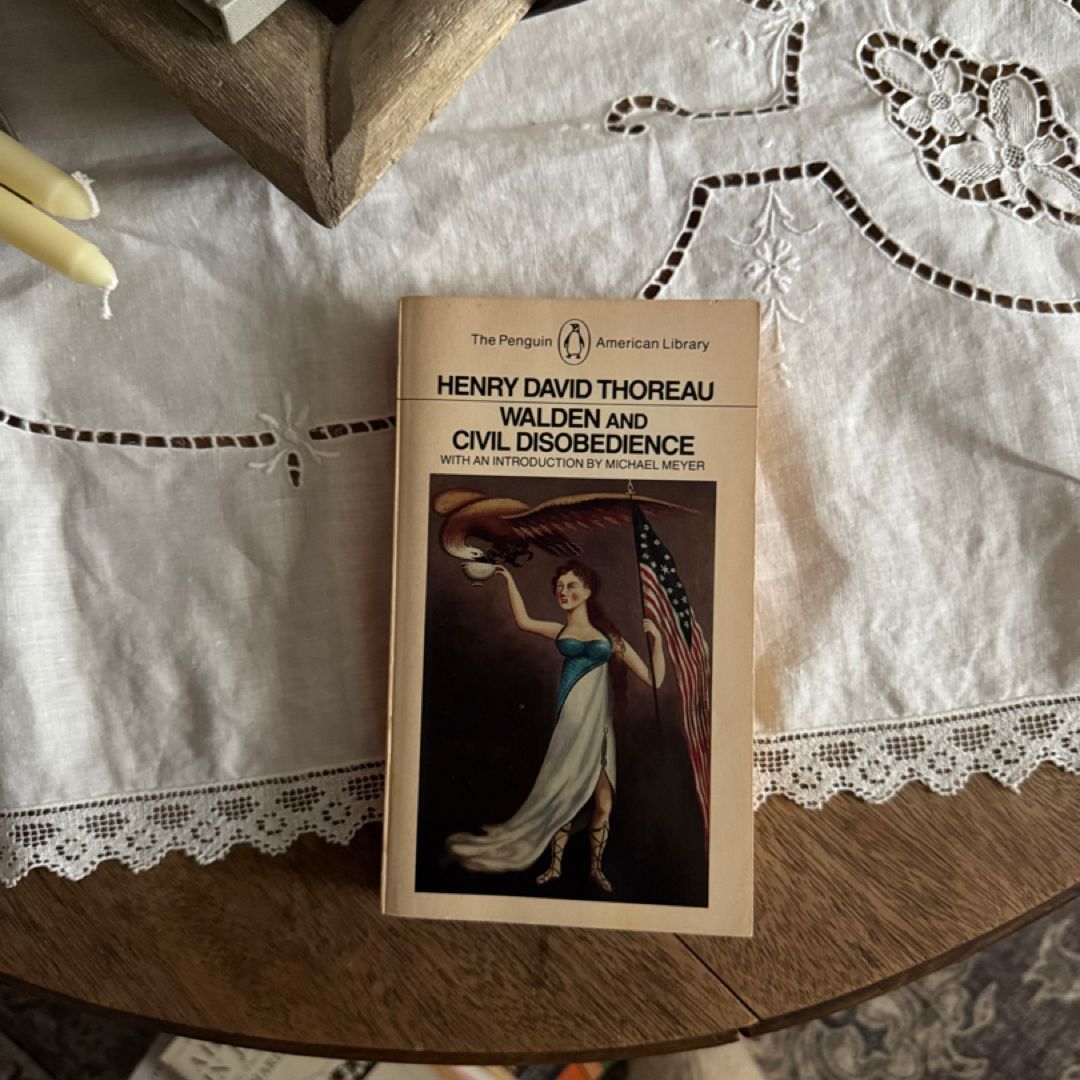 The Penguin American Library
HENRY DAVID THOREAU
WALDEN AND
CIVIL DISOBEDIENCE
WITH AN INTRODUCTION BY MICHAEL MEYER